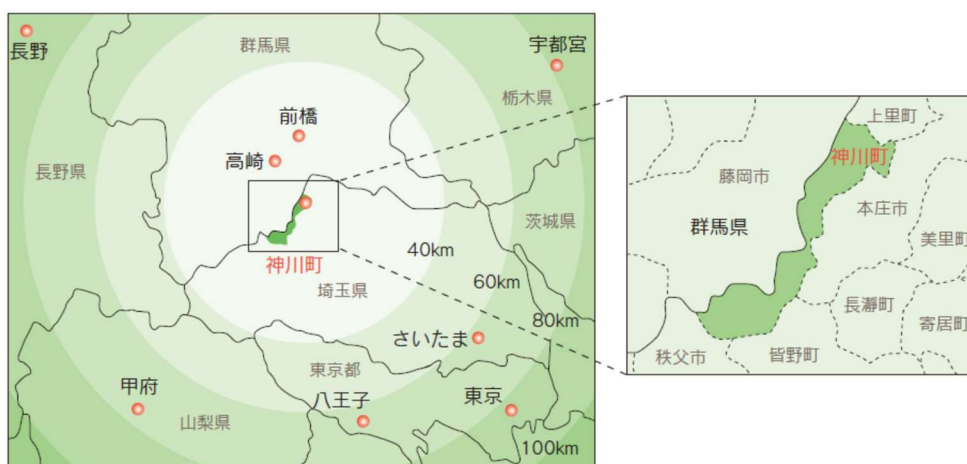 長野
群馬県
宇都宮
栃木県
前橋
高崎
長野県
茨城県
神川町
40km
埼玉県
60km
80km
さいたま
東京都
甲府
八王子
東京
山梨県
100km
上里町
神川町
藤岡市
本庄市
群馬県
美里町
長瀞町
寄居町
秩父市
皆野町